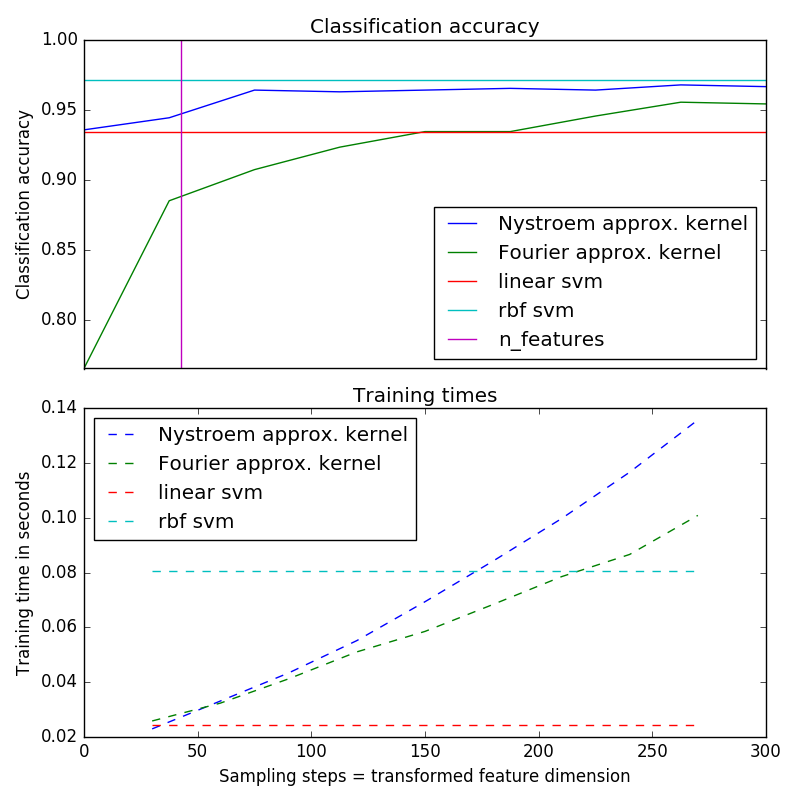 Classification accuracy
1.00
0.95
0.90
0.85
0.80
Classification accuracy
Nystroem approx. kernel
Fourier approx. kernel
linear svm
rbf svm
n_features
Training times
0.14
0.12
0.10
0.08
0.06
0.04
0.02
Training time in seconds
Nystroem approx. kernel
Fourier approx. kernel
linear svm
rbf svm
0 50 100 150 200 250 300
Sampling steps = transformed feature dimension